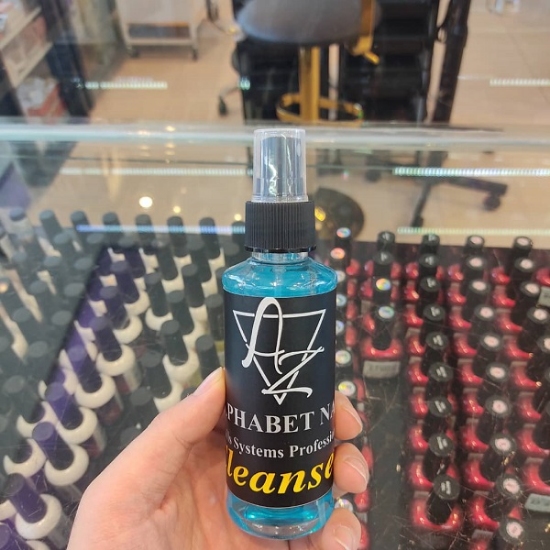 AZ
PHABET NA
A Systems Professi
leanse